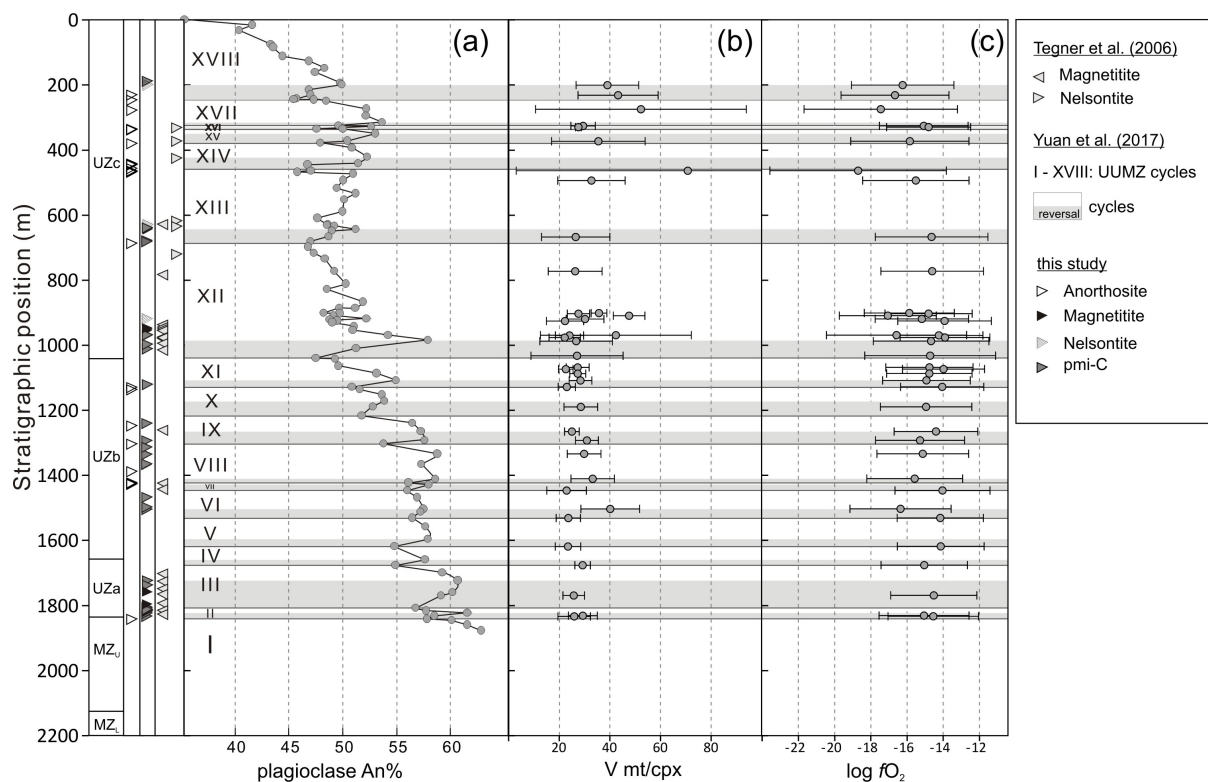 (a)
(b)
(c)
Stratigraphic position (m)
0
200
400
600
800
1000
1200
1400
1600
1800
2000
2200
UZc
UZb
UZa
MZU
MZL
XVIII
XVII
XVI
XV
XIV
XIII
XII
XI
X
IX
VIII
VII
VI
V
IV
III
II
I
40 45 50 55 60
plagioclase An%
20 40 60 80
V mt/cpx
-22 -20 -18 -16 -14 -12
log fO2
Tegner et al. (2006)
Magnetitite
Nelsontite
Yuan et al. (2017)
I - XVIII: UUMZ cycles
reversal cycles
this study
Anorthosite
Magnetitite
Nelsontite
pmi-C